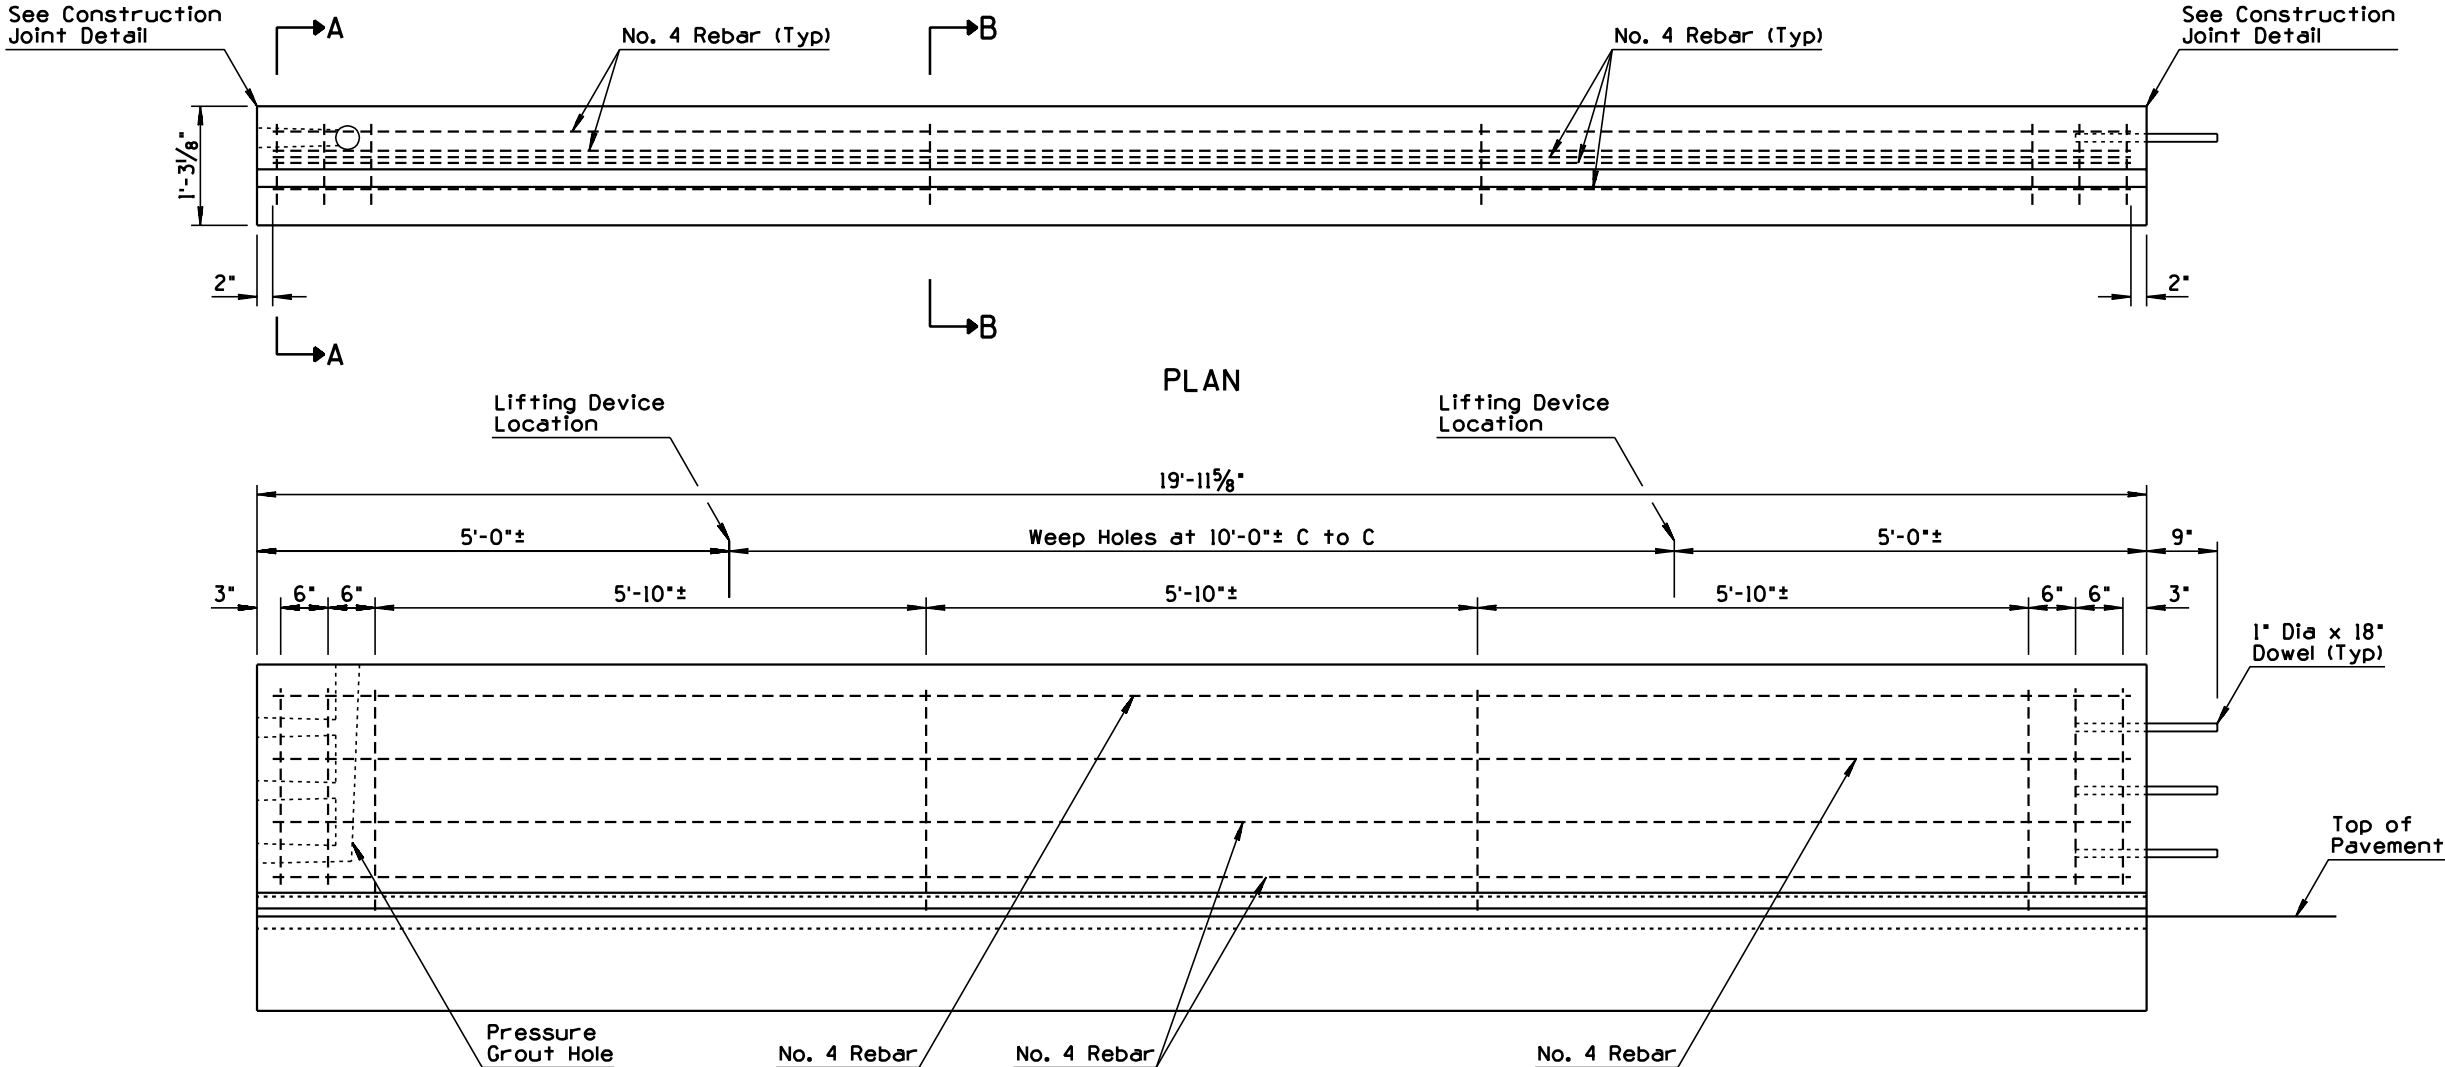 See Construction
Joint Detail
A
No. 4 Rebar (Typ)
B
No. 4 Rebar (Typ)
See Construction
Joint Detail
1'-3⅛"
2"
2"
A
B
PLAN
Lifting Device
Location
Lifting Device
Location
19'-11⅝"
5'-0"±
Weep Holes at 10'-0"± C to C
5'-0"±
9"
3"
6"
6"
5'-10"±
5'-10"±
5'-10"±
6"
6"
3"
1" Dia x 18"
Dowel (Typ)
Top of
Pavement
Pressure
Grout Hole
No. 4 Rebar
No. 4 Rebar
No. 4 Rebar